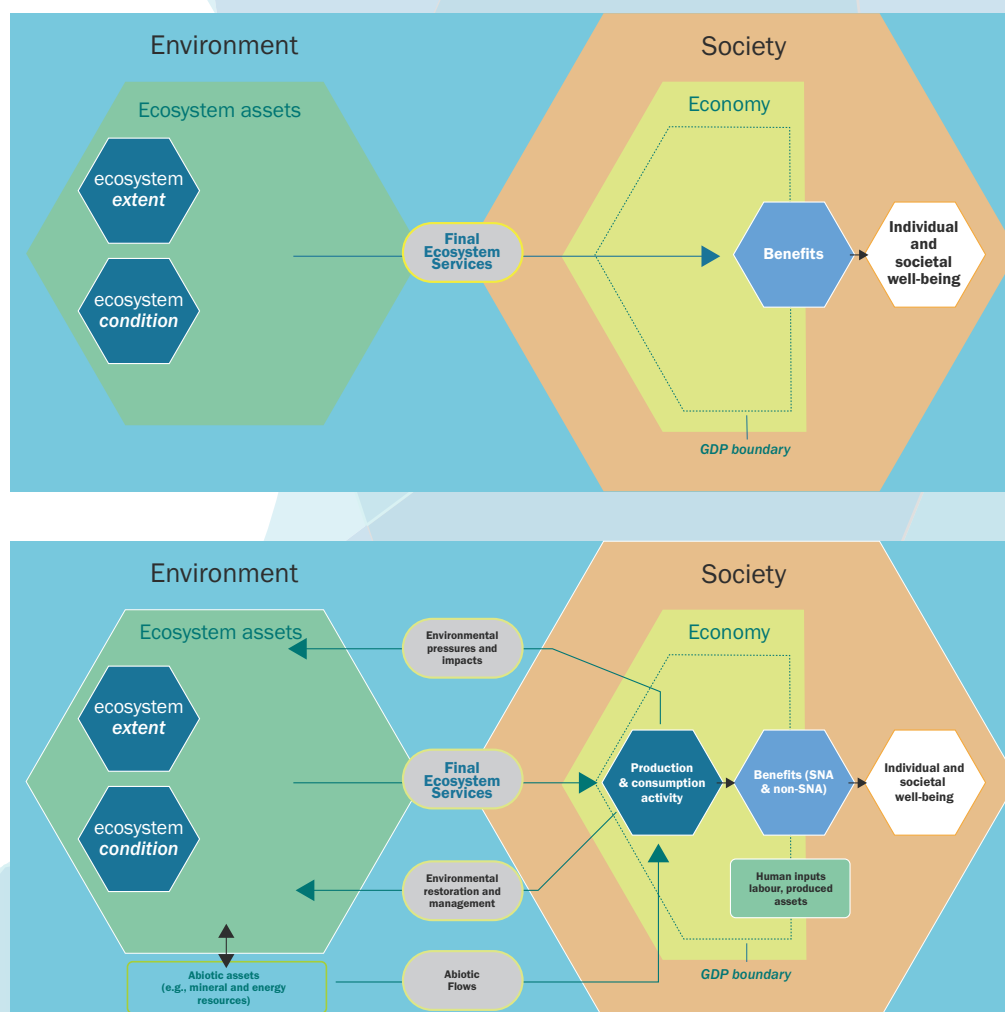 Environment
Society
Ecosystem assets
Economy
ecosystem
extent
ecosystem
condition
Final
Ecosystem
Services
Benefits
Individual
and
societal
well-being
GDP boundary
Environment
Society
Ecosystem assets
Economy
Environmental
pressures and
impacts
ecosystem
extent
Final
Ecosystem
Services
Production
& consumption
activity
Benefits (SNA
& non-SNA)
Individual and
societal
well-being
ecosystem
condition
Environmental
restoration and
management
Human inputs
labour, produced
assets
Abiotic assets
(e.g., mineral and energy
resources)
Abiotic
Flows
GDP boundary